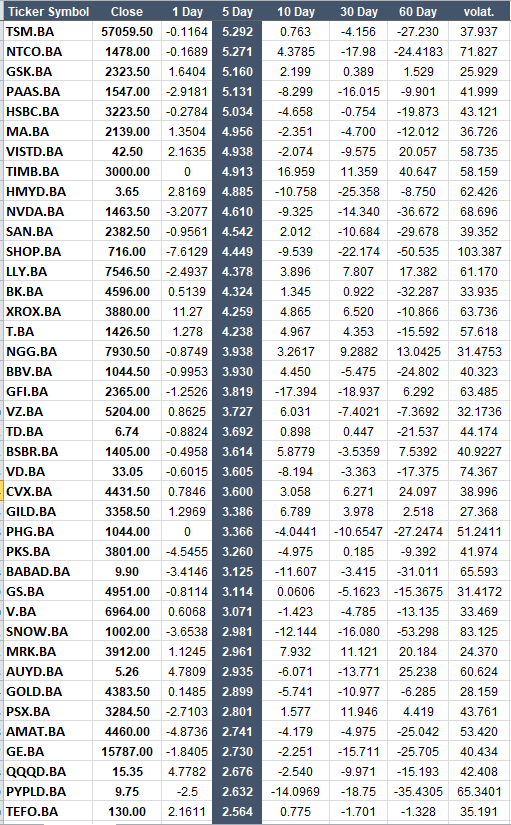 Ticker Symbol Close 1 Day 5 Day 10 Day 30 Day 60 Day volat.
TSM.BA 57059.50 -0.1164 5.292 0.763 -4.156 -27.230 37.937
NTCO.BA 1478.00 -0.1689 5.271 4.3785 -17.98 -24.4183 71.827
GSK.BA 2323.50 1.6404 5.160 2.199 0.389 1.529 25.929
PAAS.BA 1547.00 -2.9181 5.131 -8.299 -16.015 -9.901 41.999
HSBC.BA 3223.50 -0.2784 5.034 -4.658 -0.754 -19.873 43.121
MA.BA 2139.00 1.3504 4.956 -2.351 -4.700 -12.012 36.726
VISTD.BA 42.50 2.1635 4.938 -2.074 -9.575 20.057 58.735
TIMB.BA 3000.00 0 4.913 16.959 11.359 40.647 58.159
HMYD.BA 3.65 2.8169 4.885 -10.758 -25.358 -8.750 62.426
NVDA.BA 1463.50 -3.2077 4.610 -9.325 -14.340 -36.672 68.696
SAN.BA 2382.50 -0.9561 4.542 2.012 -10.684 -29.678 39.352
SHOP.BA 716.00 -7.6129 4.449 -9.539 -22.174 -50.535 103.387
LLY.BA 7546.50 -2.4937 4.378 3.896 7.807 17.382 61.170
BK.BA 4596.00 0.5139 4.324 1.345 0.922 -32.287 33.935
XROX.BA 3880.00 11.27 4.259 4.865 6.520 -10.866 63.736
T.BA 1426.50 1.278 4.238 4.967 4.353 -15.592 57.618
NGG.BA 7930.50 -0.8749 3.938 3.2617 9.2882 13.0425 31.4753
BBV.BA 1044.50 -0.9953 3.930 4.450 -5.475 -24.802 40.323
GFI.BA 2365.00 -1.2526 3.819 -17.394 -18.937 6.292 63.485
VZ.BA 5204.00 0.8625 3.727 6.031 -7.4021 -7.3692 32.1736
TD.BA 6.74 -0.8824 3.692 0.898 0.447 -21.537 44.174
BSBR.BA 1405.00 -0.4958 3.614 5.8779 -3.5359 7.5392 40.9227
VD.BA 33.05 -0.6015 3.605 -8.194 -3.363 -17.375 74.367
CVX.BA 4431.50 0.7846 3.600 3.058 6.271 24.097 38.996
GILD.BA 3358.50 1.2969 3.386 6.789 3.978 2.518 27.368
PHG.BA 1044.00 0 3.366 -4.0441 -10.6547 -27.2474 51.2411
PKS.BA 3801.00 -4.5455 3.260 -4.975 0.185 -9.392 41.974
BABAD.BA 9.90 -3.4146 3.125 -11.607 -3.415 -31.011 65.593
GS.BA 4951.00 -0.8114 3.114 0.0606 -5.1623 -15.3675 31.4172
V.BA 6964.00 0.6068 3.071 -1.423 -4.785 -13.135 33.469
SNOW.BA 1002.00 -3.6538 2.981 -12.144 -16.080 -53.298 83.125
MRK.BA 3912.00 1.1245 2.961 7.932 11.121 20.184 24.370
AUYD.BA 5.26 4.7809 2.935 -6.071 -13.771 25.238 60.624
GOLD.BA 4383.50 0.1485 2.899 -5.741 -10.977 -6.285 28.159
PSX.BA 3284.50 -2.7103 2.801 1.577 11.946 4.419 43.761
AMAT.BA 4460.00 -4.8736 2.741 -4.179 -4.975 -25.042 53.420
GE.BA 15787.00 -1.8405 2.730 -2.251 -15.711 -25.705 40.434
QQQD.BA 15.35 4.7782 2.676 -2.540 -9.971 -15.193 42.408
PYPLD.BA 9.75 -2.5 2.632 -14.0969 -18.75 -35.4305 65.3401
TEFO.BA 130.00 2.1611 2.564 0.775 -1.701 -1.328 35.191